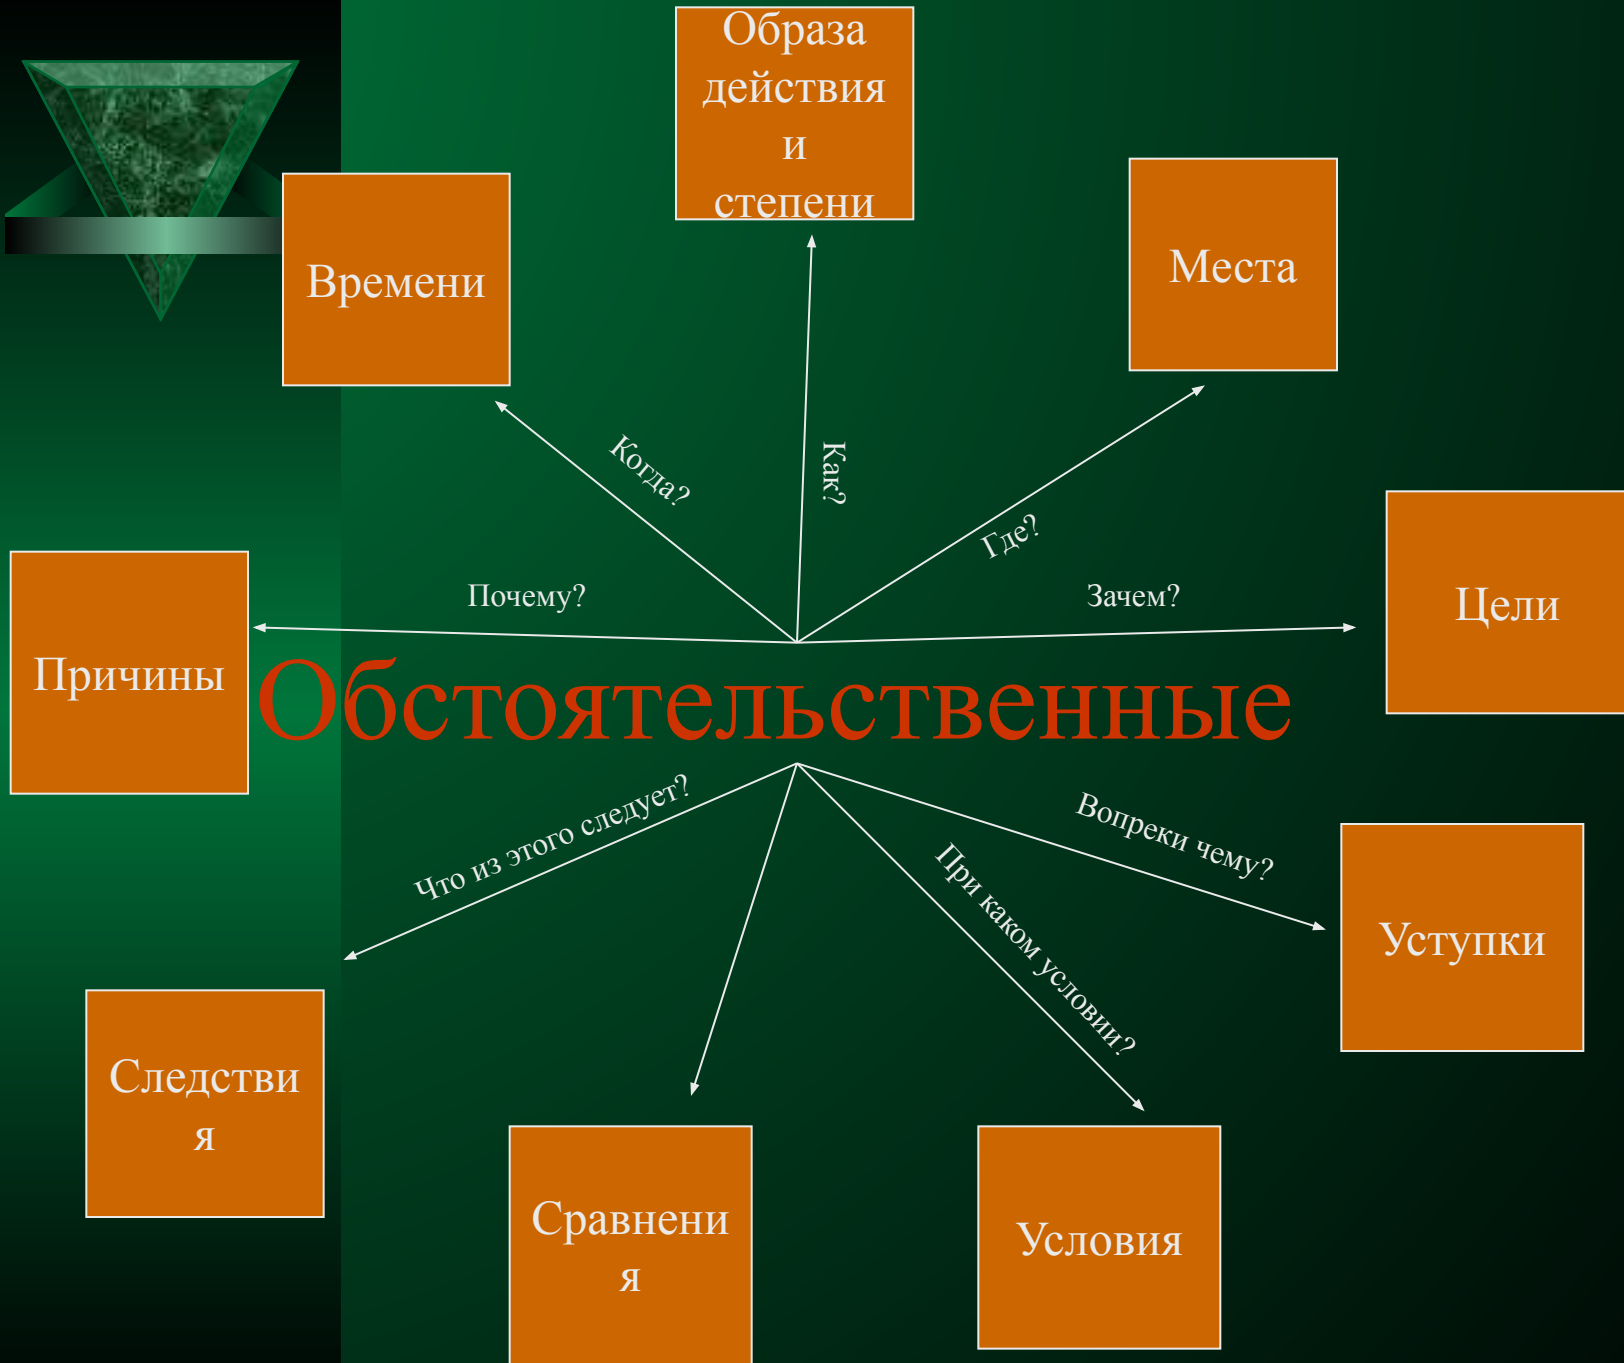 Образа
действия
и
степени
Времени
Места
Когда?
Как?
Где?
Почему?
Зачем?
Цели
Причины
Обстоятельственные
Что из этого следует?
Вопреки чему?
При каком условии?
Уступки
Следстви
я
Сравнени
я
Условия